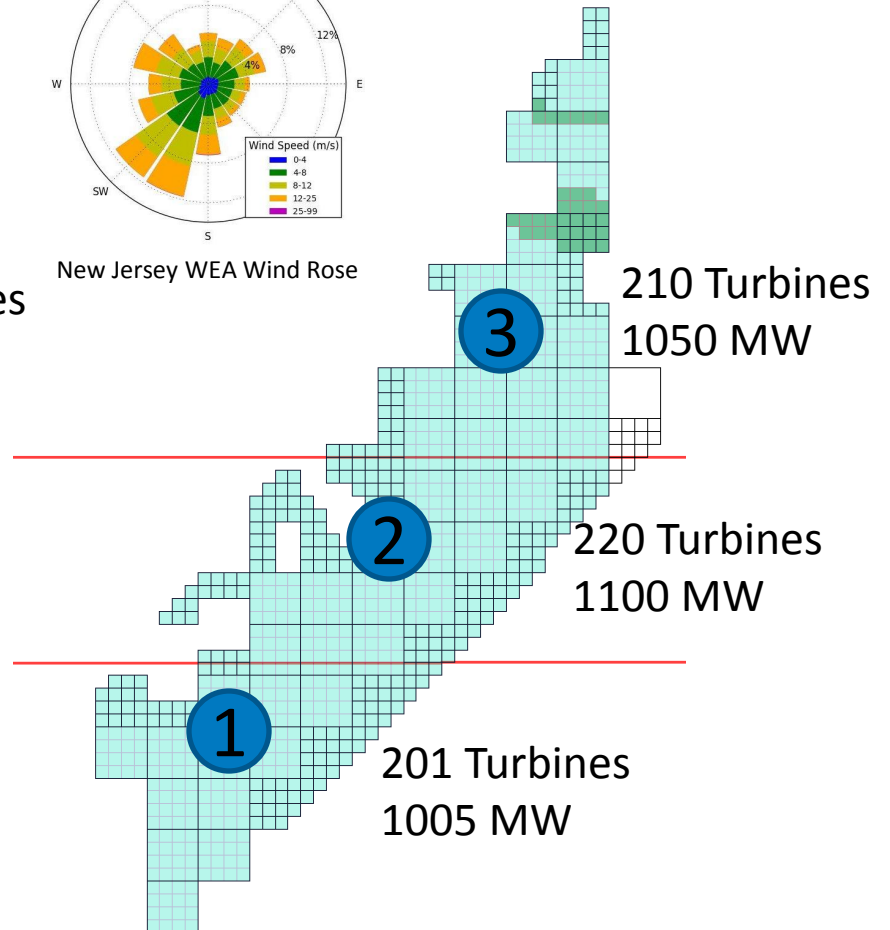 12%
8%
4%
W
E
SW
S
Wind Speed (m/s)
0-4
4-8
8-12
12-25
25-99
New Jersey WEA Wind Rose
es
3
210 Turbines
1050 MW
2
220 Turbines
1100 MW
1
201 Turbines
1005 MW